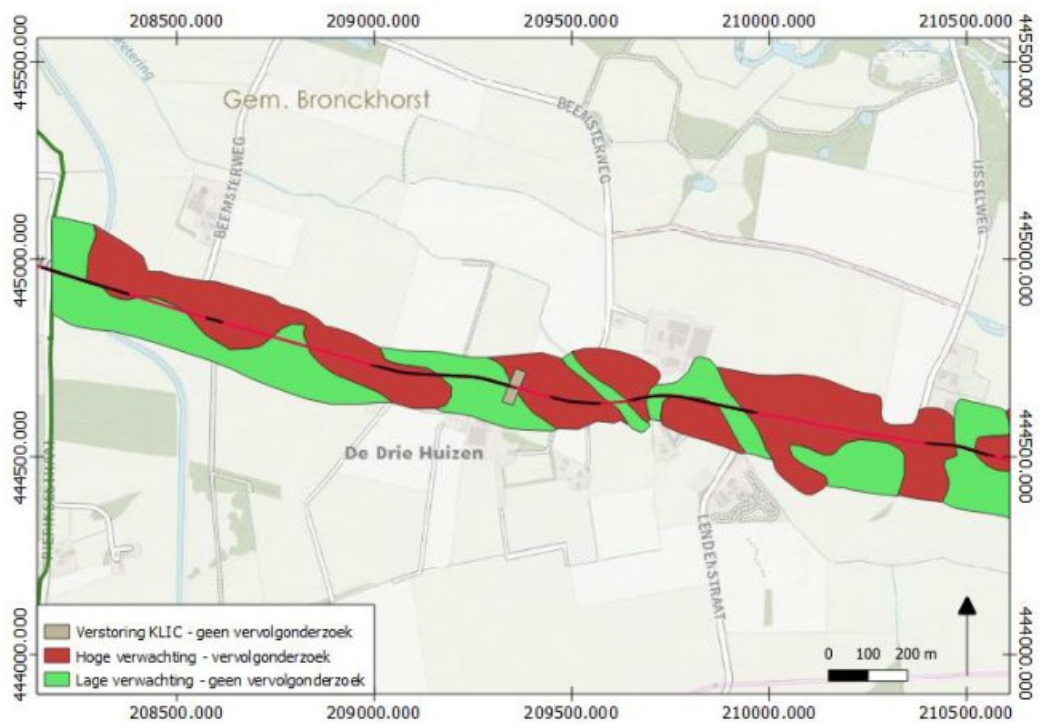 208500.000 209000.000 209500.000 210000.000 210500.000
445500.000
445500.000
Wetering
Gem. Bronckhorst
BEEMSTERWEG
BEEMSTERWEG
IJSSELWEG
445000.000
445000.000
444500.000
444500.000
De Drie Huizen
LENDENSTRAAT
Verstoring KLIC - geen vervolgonderzoek
Hoge verwachting - vervolgonderzoek
Lage verwachting - geen vervolgonderzoek
0 100 200 m
444000.000
444000.000
208500.000 209000.000 209500.000 210000.000 210500.000